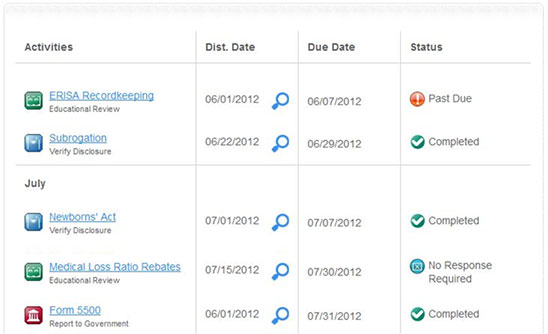 Activities Dist. Date Due Date Status
ERISA Recordkeeping 06/01/2012 06/07/2012 Past Due
Educational Review
Subrogation 06/22/2012 06/29/2012 Completed
Verify Disclosure
July
Newborns' Act 07/01/2012 07/07/2012 Completed
Verify Disclosure
Medical Loss Ratio Rebates 07/15/2012 07/30/2012 No Response
Educational Review Required
Form 5500 06/01/2012 07/31/2012 Completed
Report to Government